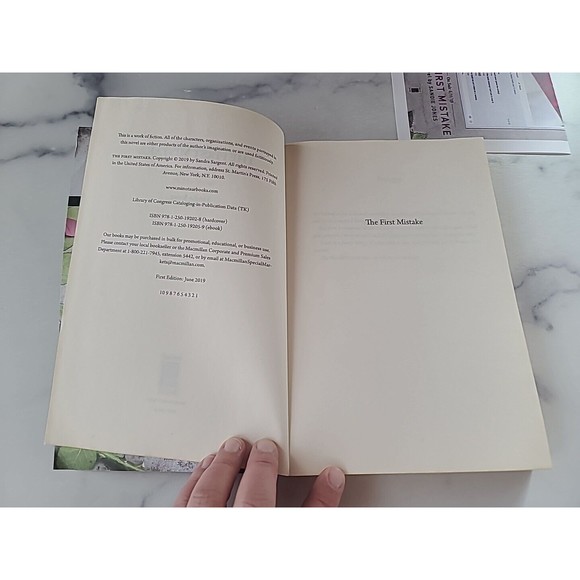 This is a work of fiction. All of the characters, organizations, and events portrayed in
this novel are either products of the author's imagination or are used fictitiously.
THE FIRST MISTAKE. Copyright © 2019 by Sandra Sargent. All rights reserved. Printed
in the United States of America. For information, address St. Martin's Press, 175 Fifth
Avenue, New York, N.Y. 10010.
www.minotaurbooks.com
Library of Congress Cataloging-in-Publication Data (TK)
ISBN 978-1-250-19202-8 (hardcover)
ISBN 978-1-250-19203-9 (ebook)
Our books may be purchased in bulk for promotional, educational, or business use.
Please contact your local bookseller or the Macmillan Corporate and Premium Sales
Department at 1-800-221-7945, extension 5442, or by email at MacmillanSpecialMar-
kets@macmillan.com.
First Edition: June 2019
10 9 8 7 6 5 4 3 2 1
The First Mistake
FIRST MISTAKE
SANDIE JONES